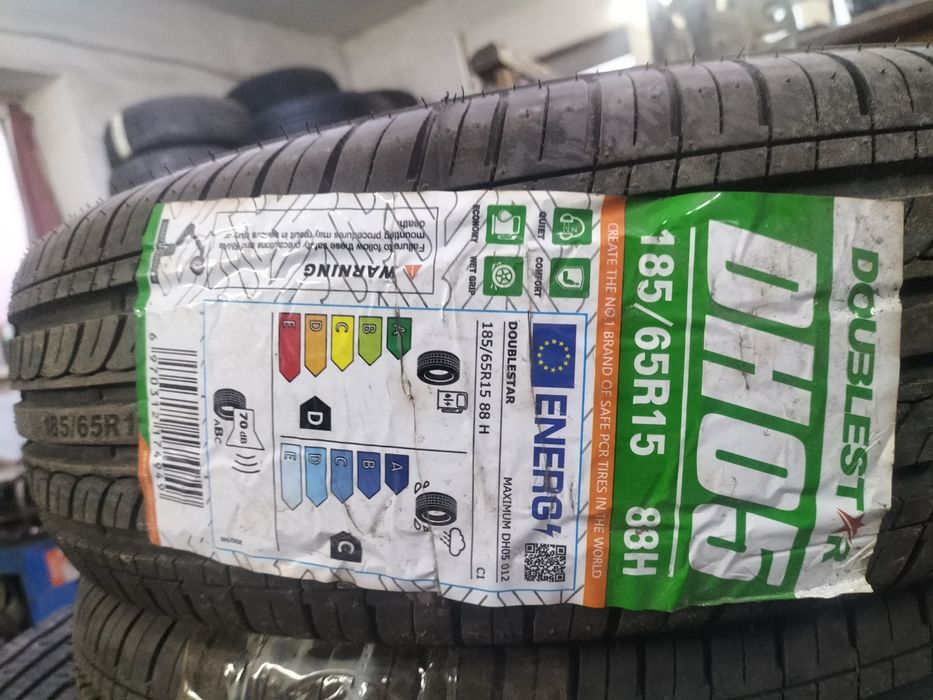 DOUBLESTAR
DH05
185/65R15 88H
CREATE THE NO.1 BRAND OF SAFE PCR TIRES IN THE WORLD
QUIET
COMFORT
ECONOMY
WET GRIP
ENERG
DOUBLESTAR
MAXIMUM DH05 012
185/65R15 88 H
C1
A
B
C
D
E
D
A
B
C
D
E
C
70 dB
ABC
WARNING
Failure to follow these safety precautions and
mounting procedures may result in serious injury or
death
185/65R1